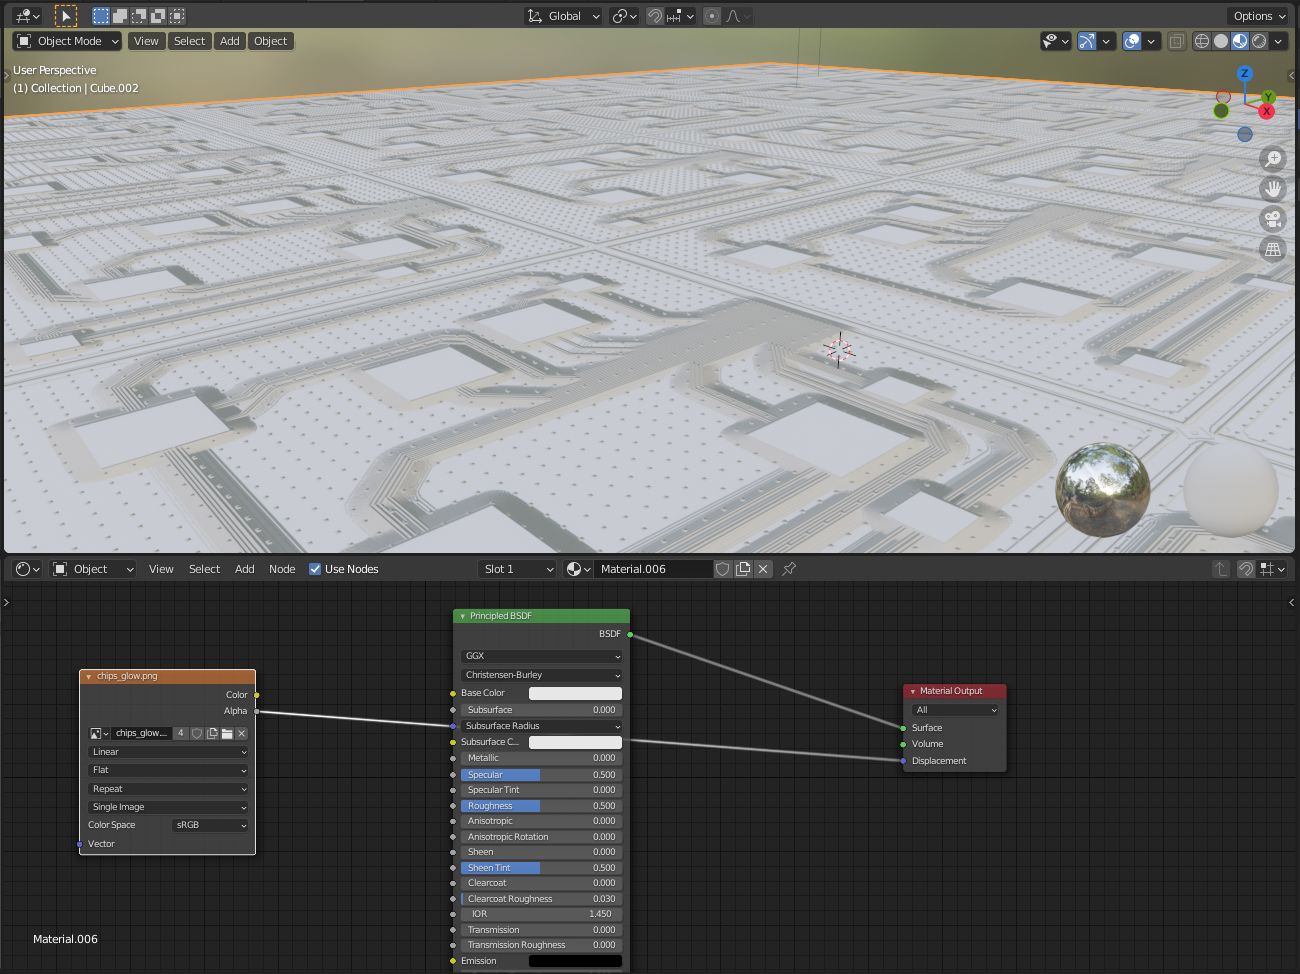 Global
Options
Object Mode
View
Select
Add
Object
User Perspective
(1) Collection | Cube.002
Z
Y
X
Object
View
Select
Add
Node
Use Nodes
Slot 1
Material.006
chips_glow.png
Color
Alpha
chips_glow....
4
Linear
Flat
Repeat
Single Image
Color Space
sRGB
Vector
Principled BSDF
BSDF
GGX
Christensen-Burley
Base Color
Subsurface 0.000
Subsurface Radius
Subsurface C...
Metallic 0.000
Specular 0.500
Specular Tint 0.000
Roughness 0.500
Anisotropic 0.000
Anisotropic Rotation 0.000
Sheen 0.000
Sheen Tint 0.500
Clearcoat 0.000
Clearcoat Roughness 0.030
IOR 1.450
Transmission 0.000
Transmission Roughness 0.000
Emission
Material Output
All
Surface
Volume
Displacement
Material.006